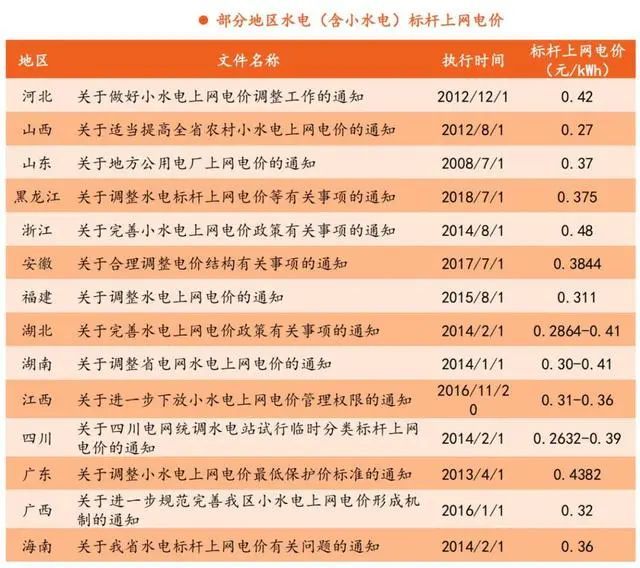 部分地区水电（含小水电）标杆上网电价
地区 文件名称 执行时间 标杆上网电价
（元/kWh）
河北 关于做好小水电上网电价调整工作的通知 2012/12/1 0.42
山西 关于适当提高全省农村小水电上网电价的通知 2012/8/1 0.27
山东 关于地方公用电厂上网电价的通知 2008/7/1 0.37
黑龙江 关于调整水电标杆上网电价等有关事项的通知 2018/7/1 0.375
浙江 关于完善小水电上网电价政策有关事项的通知 2014/8/1 0.48
安徽 关于合理调整电价结构有关事项的通知 2017/7/1 0.3844
福建 关于调整水电上网电价的通知 2015/8/1 0.311
湖北 关于完善水电上网电价政策有关事项的通知 2014/2/1 0.2864-0.41
湖南 关于调整省电网水电上网电价的通知 2014/1/1 0.30-0.41
江西 关于进一步下放小水电上网电价管理权限的通知 2016/11/2
0 0.31-0.36
四川 关于四川电网统调水电站试行临时分类标杆上网
电价的通知 2014/2/1 0.2632-0.39
广东 关于调整小水电上网电价最低保护价标准的通知 2013/4/1 0.4382
广西 关于进一步规范完善我区小水电上网电价形成机
制的通知 2016/1/1 0.32
海南 关于我省水电标杆上网电价有关问题的通知 2014/2/1 0.36